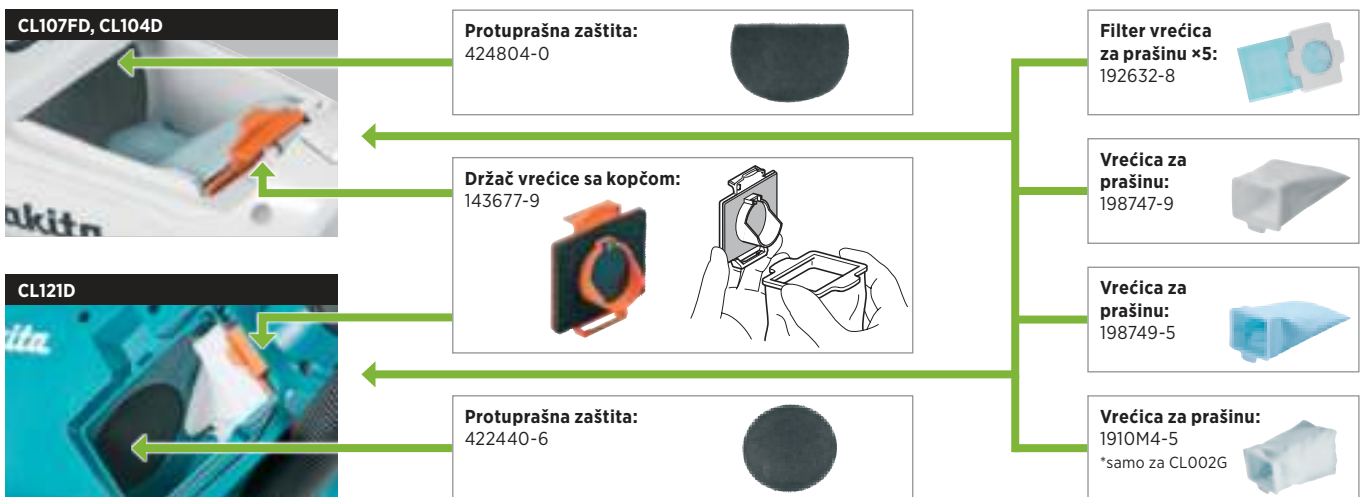 CL107FD, CL104D
akita
Protuprašna zaštita:
424804-0
Držač vrećice sa kopčom:
143677-9
CL121D
ita
Protuprašna zaštita:
422440-6
Filter vrećica
za prašinu ×5:
192632-8
Vrećica za
prašinu:
198747-9
Vrećica za
prašinu:
198749-5
Vrećica za prašinu:
1910M4-5
*samo za CL002G